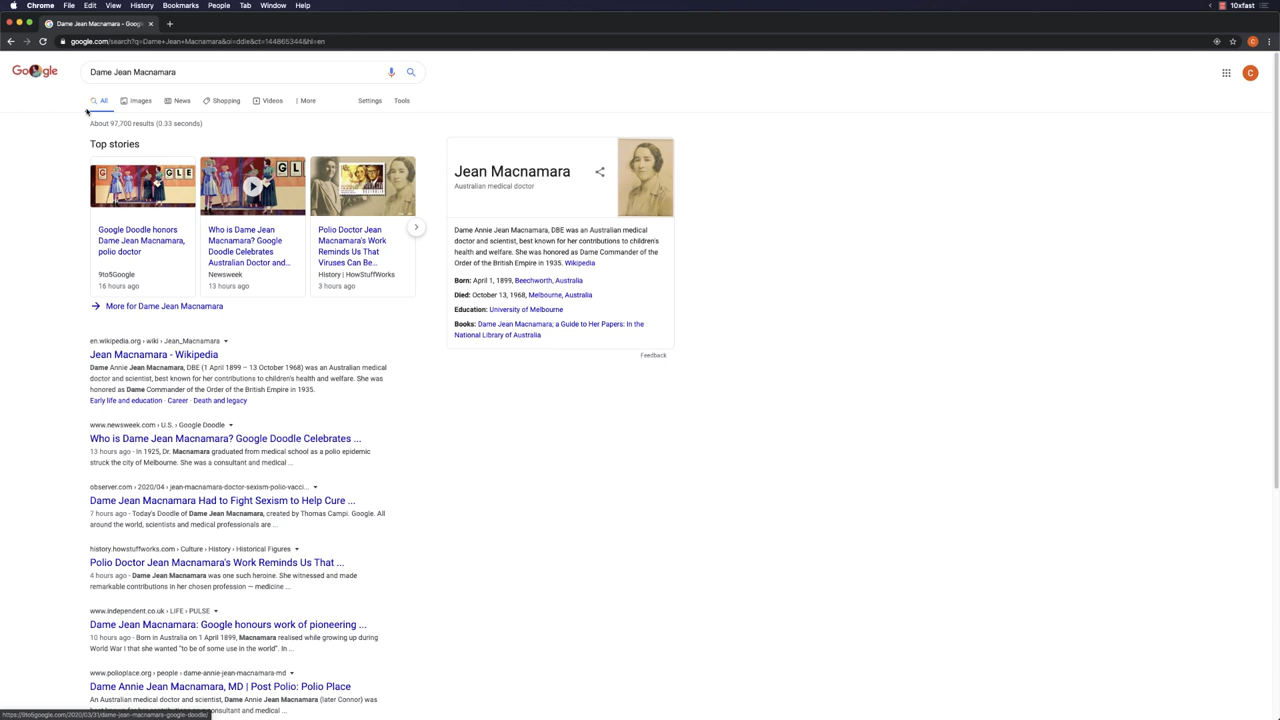 Chrome File Edit View History Bookmarks People Tab Window Help 10xfast
Dame Jean Macnamara - Goog
google.com/search?q=Dame+Jean+Macnamara&oi=ddle&ct=144865344&hl=en
Dame Jean Macnamara
C
All Images News Shopping Videos More Settings Tools
About 97,700 results (0.33 seconds)
Top stories
Google Doodle honors
Dame Jean Macnamara,
polio doctor
9to5Google
16 hours ago
Who is Dame Jean
Macnamara? Google
Doodle Celebrates
Australian Doctor and...
Newsweek
13 hours ago
Polio Doctor Jean
Macnamara's Work
Reminds Us That
Viruses Can Be...
History | HowStuffWorks
3 hours ago
More for Dame Jean Macnamara
en.wikipedia.org › wiki › Jean_Macnamara
Jean Macnamara - Wikipedia
Dame Annie Jean Macnamara, DBE (1 April 1899 – 13 October 1968) was an Australian medical
doctor and scientist, best known for her contributions to children's health and welfare. She was
honored as Dame Commander of the Order of the British Empire in 1935.
Early life and education · Career · Death and legacy
www.newsweek.com › U.S. › Google Doodle
Who is Dame Jean Macnamara? Google Doodle Celebrates ...
13 hours ago - In 1925, Dr. Macnamara graduated from medical school as a polio epidemic
struck the city of Melbourne. She was a consultant and medical ...
observer.com › 2020/04 › jean-macnamara-doctor-sexism-polio-vacci...
Dame Jean Macnamara Had to Fight Sexism to Help Cure ...
7 hours ago - Today's Doodle of Dame Jean Macnamara, created by Thomas Campi. Google. All
around the world, scientists and medical professionals are ...
history.howstuffworks.com › Culture › History › Historical Figures
Polio Doctor Jean Macnamara's Work Reminds Us That ...
4 hours ago - Dame Jean Macnamara was one such heroine. She witnessed and made
remarkable contributions in her chosen profession — medicine ...
www.independent.co.uk › LIFE › PULSE
Dame Jean Macnamara: Google honours work of pioneering ...
10 hours ago - Born in Australia on 1 April 1899, Macnamara realised while growing up during
World War I that she wanted "to be of some use in the world". In ...
www.polioplace.org › people › dame-annie-jean-macnamara-md
Dame Annie Jean Macnamara, MD | Post Polio: Polio Place
An Australian medical doctor and scientist, Dame Annie Jean Macnamara (later Connor) was
consultant and medical ...
https://9to5google.com/2020/03/31/dame-jean-macnamara-google-doodle/
Jean Macnamara
Australian medical doctor
Dame Annie Jean Macnamara, DBE was an Australian medical
doctor and scientist, best known for her contributions to children's
health and welfare. She was honored as Dame Commander of the
Order of the British Empire in 1935. Wikipedia
Born: April 1, 1899, Beechworth, Australia
Died: October 13, 1968, Melbourne, Australia
Education: University of Melbourne
Books: Dame Jean Macnamara; a Guide to Her Papers: In the
National Library of Australia
Feedback